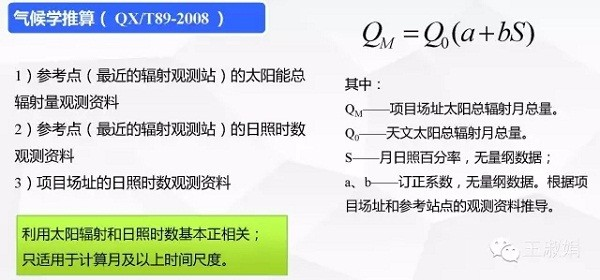 气候学推算（ QX/T89-2008 ）
1）参考点（最近的辐射观测站）的太阳能总
辐射量观测资料
2）参考点（最近的辐射观测站）的日照时数
观测资料
3）项目场址的日照时数观测资料
利用太阳辐射和日照时数基本正相关；
只适用于计算月及以上时间尺度。
Q_M = Q_0(a+bS)
其中：
Q_M——项目场址太阳总辐射月总量。
Q_0——天文太阳总辐射月总量。
S——月日照百分率，无量纲数据；
a、b——订正系数，无量纲数据。根据项
目场址和参考站点的观测资料推导。
王淑娟